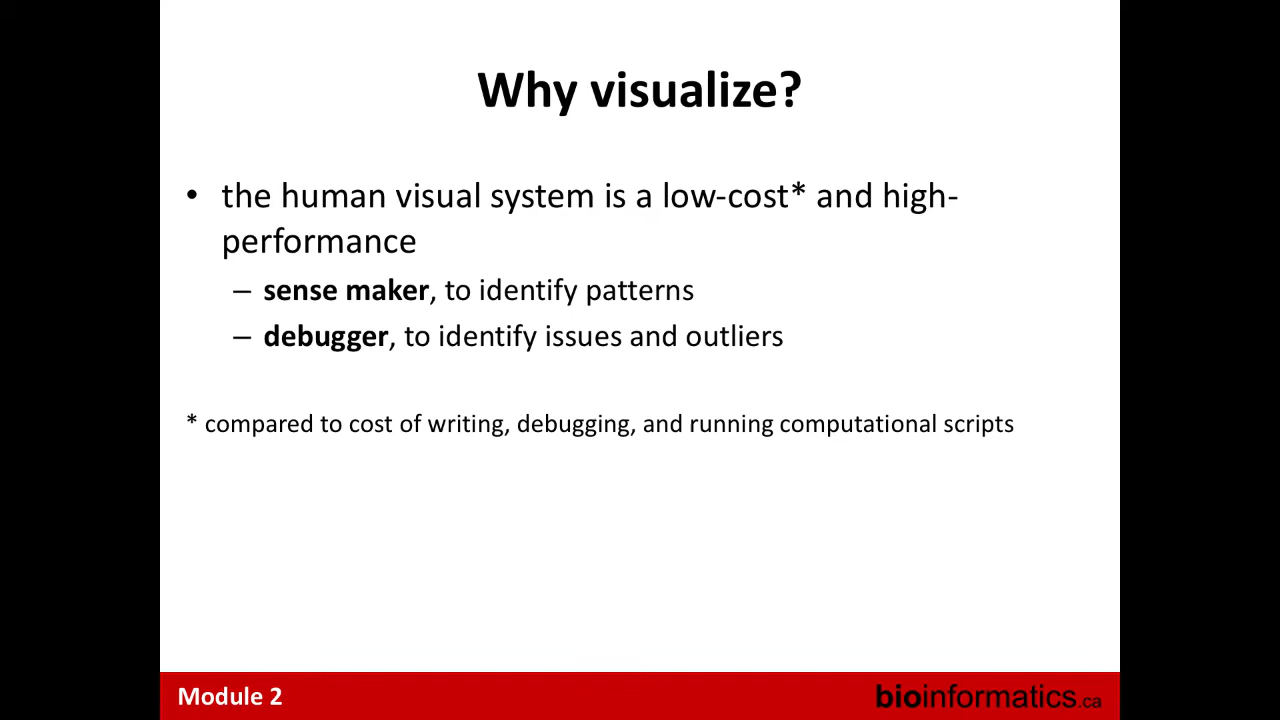 Why visualize?
• the human visual system is a low-cost* and high-
performance
– sense maker, to identify patterns
– debugger, to identify issues and outliers
* compared to cost of writing, debugging, and running computational scripts
Module 2
bioinformatics.ca